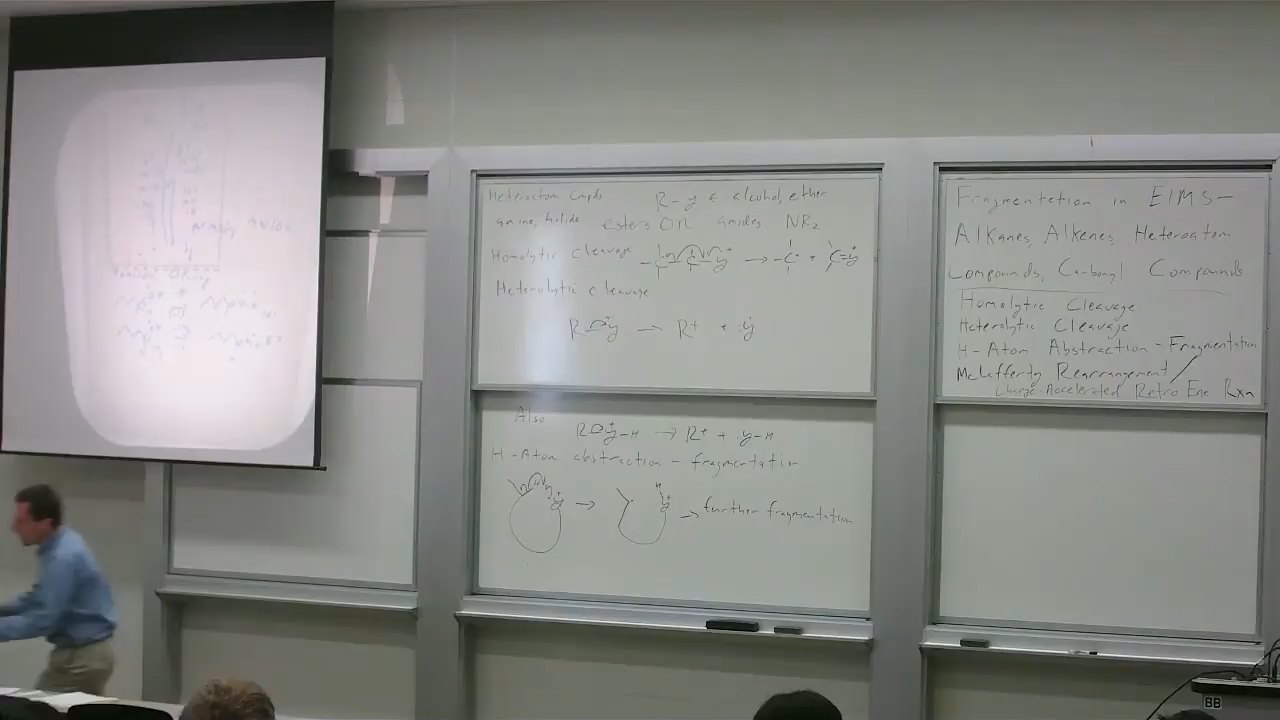 Heteroatom Cmpds R-y ∈ alcohol, ether
amine, halide esters OR amides NR2
Homolytic cleavage -C-C-y+ → -C· + C=y+
Heterolytic cleavage
R-y → R+ + ·y
Also
R-y-H → R+ + y-H
H-Atom abstraction - fragmentation
H
→ → further fragmentation
Fragmentation in EIMS-
Alkanes, Alkenes, Heteroatom
Compounds, Carbonyl Compounds
Homolytic Cleavage
Heterolytic Cleavage
H-Atom Abstraction - Fragmentation
McLafferty Rearrangement
Charge Accelerated Retro Ene Rxn
BB